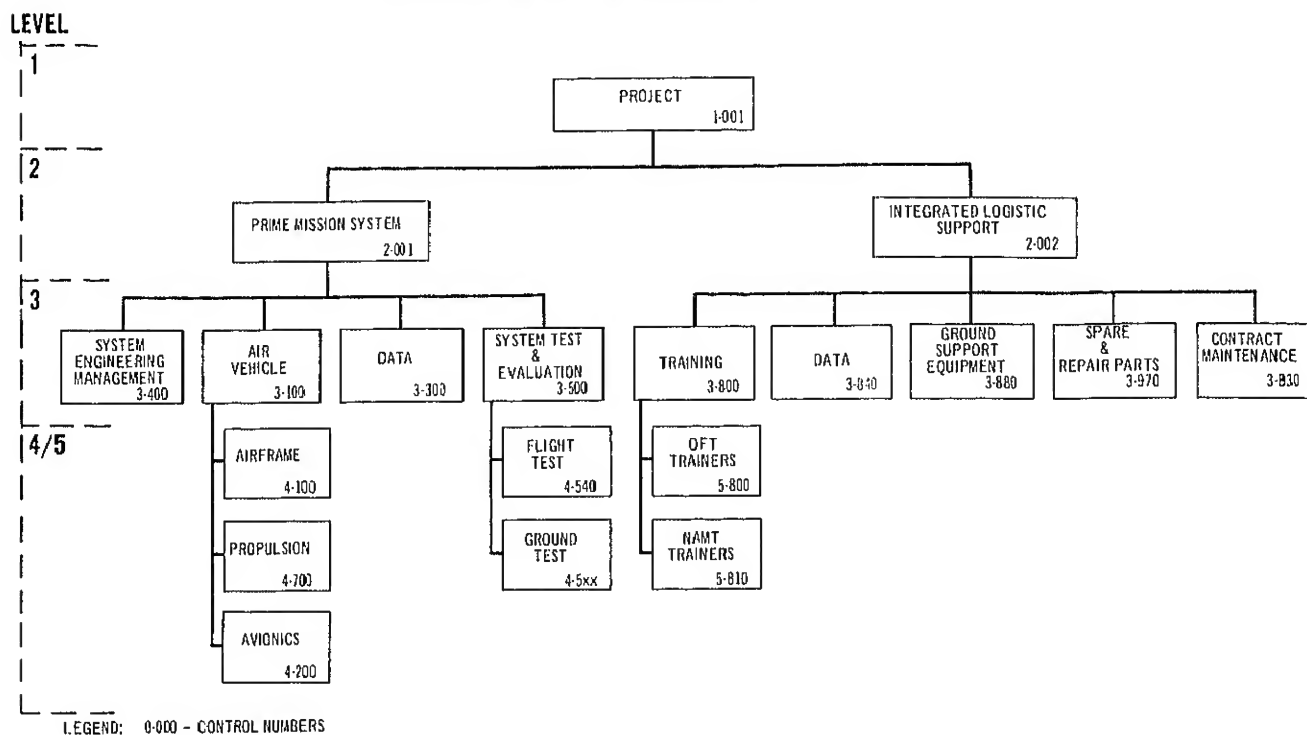 LEVEL
1
PROJECT
1-001
2
PRIME MISSION SYSTEM
2-001
INTEGRATED LOGISTIC
SUPPORT
2-002
3
SYSTEM
ENGINEERING
MANAGEMENT
3-400
AIR
VEHICLE
3-100
DATA
3-300
SYSTEM TEST
&
EVALUATION
3-500
TRAINING
3-800
DATA
3-840
GROUND
SUPPORT
EQUIPMENT
3-880
SPARE
&
REPAIR PARTS
3-970
CONTRACT
MAINTENANCE
3-830
4/5
AIRFRAME
4-100
PROPULSION
4-700
AVIONICS
4-200
FLIGHT
TEST
4-540
GROUND
TEST
4-5xx
OFT
TRAINERS
5-800
NAMT
TRAINERS
5-810
LEGEND: 0-000 - CONTROL NUMBERS